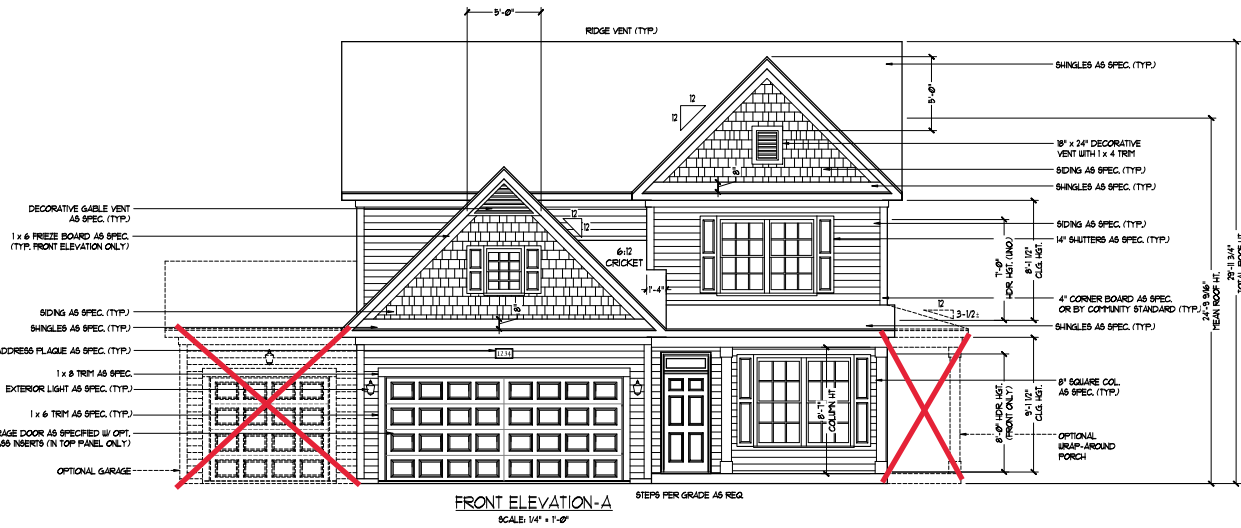 5'-0"
RIDGE VENT (TYP.)
SHINGLES AS SPEC. (TYP.)
12
12
5'-0"
18" x 24" DECORATIVE
VENT WITH 1 x 4 TRIM
SIDING AS SPEC. (TYP.)
8"
SHINGLES AS SPEC. (TYP.)
DECORATIVE GABLE VENT
AS SPEC. (TYP.)
12
12
SIDING AS SPEC. (TYP.)
1 x 6 FRIEZE BOARD AS SPEC.
(TYP. FRONT ELEVATION ONLY)
14" SHUTTERS AS SPEC. (TYP.)
6:12
CRICKET
7'-0"
HDR. HGT. (UNO.)
8'-1 1/2"
CLG. HGT.
24'-9 9/16"
MEAN ROOF HT.
29'-11 3/4"
1'-4"
4" CORNER BOARD AS SPEC.
OR BY COMMUNITY STANDARD (TYP.)
12
3-1/2:
SIDING AS SPEC. (TYP.)
8"
SHINGLES AS SPEC. (TYP.)
SHINGLES AS SPEC. (TYP.)
ADDRESS PLAQUE AS SPEC. (TYP.)
1234
1 x 8 TRIM AS SPEC.
EXTERIOR LIGHT AS SPEC. (TYP.)
8" SQUARE COL.
AS SPEC. (TYP.)
8'-7"
COLUMN HT.
8'-0" HDR. HGT.
(FRONT ONLY)
9'-1 1/2"
CLG. HGT.
1 x 6 TRIM AS SPEC. (TYP.)
RAGE DOOR AS SPECIFIED W/ OPT.
ASS INSERTS (IN TOP PANEL ONLY)
OPTIONAL
WRAP-AROUND
PORCH
OPTIONAL GARAGE
FRONT ELEVATION-A
STEPS PER GRADE AS REQ.
SCALE: 1/4" = 1'-0"